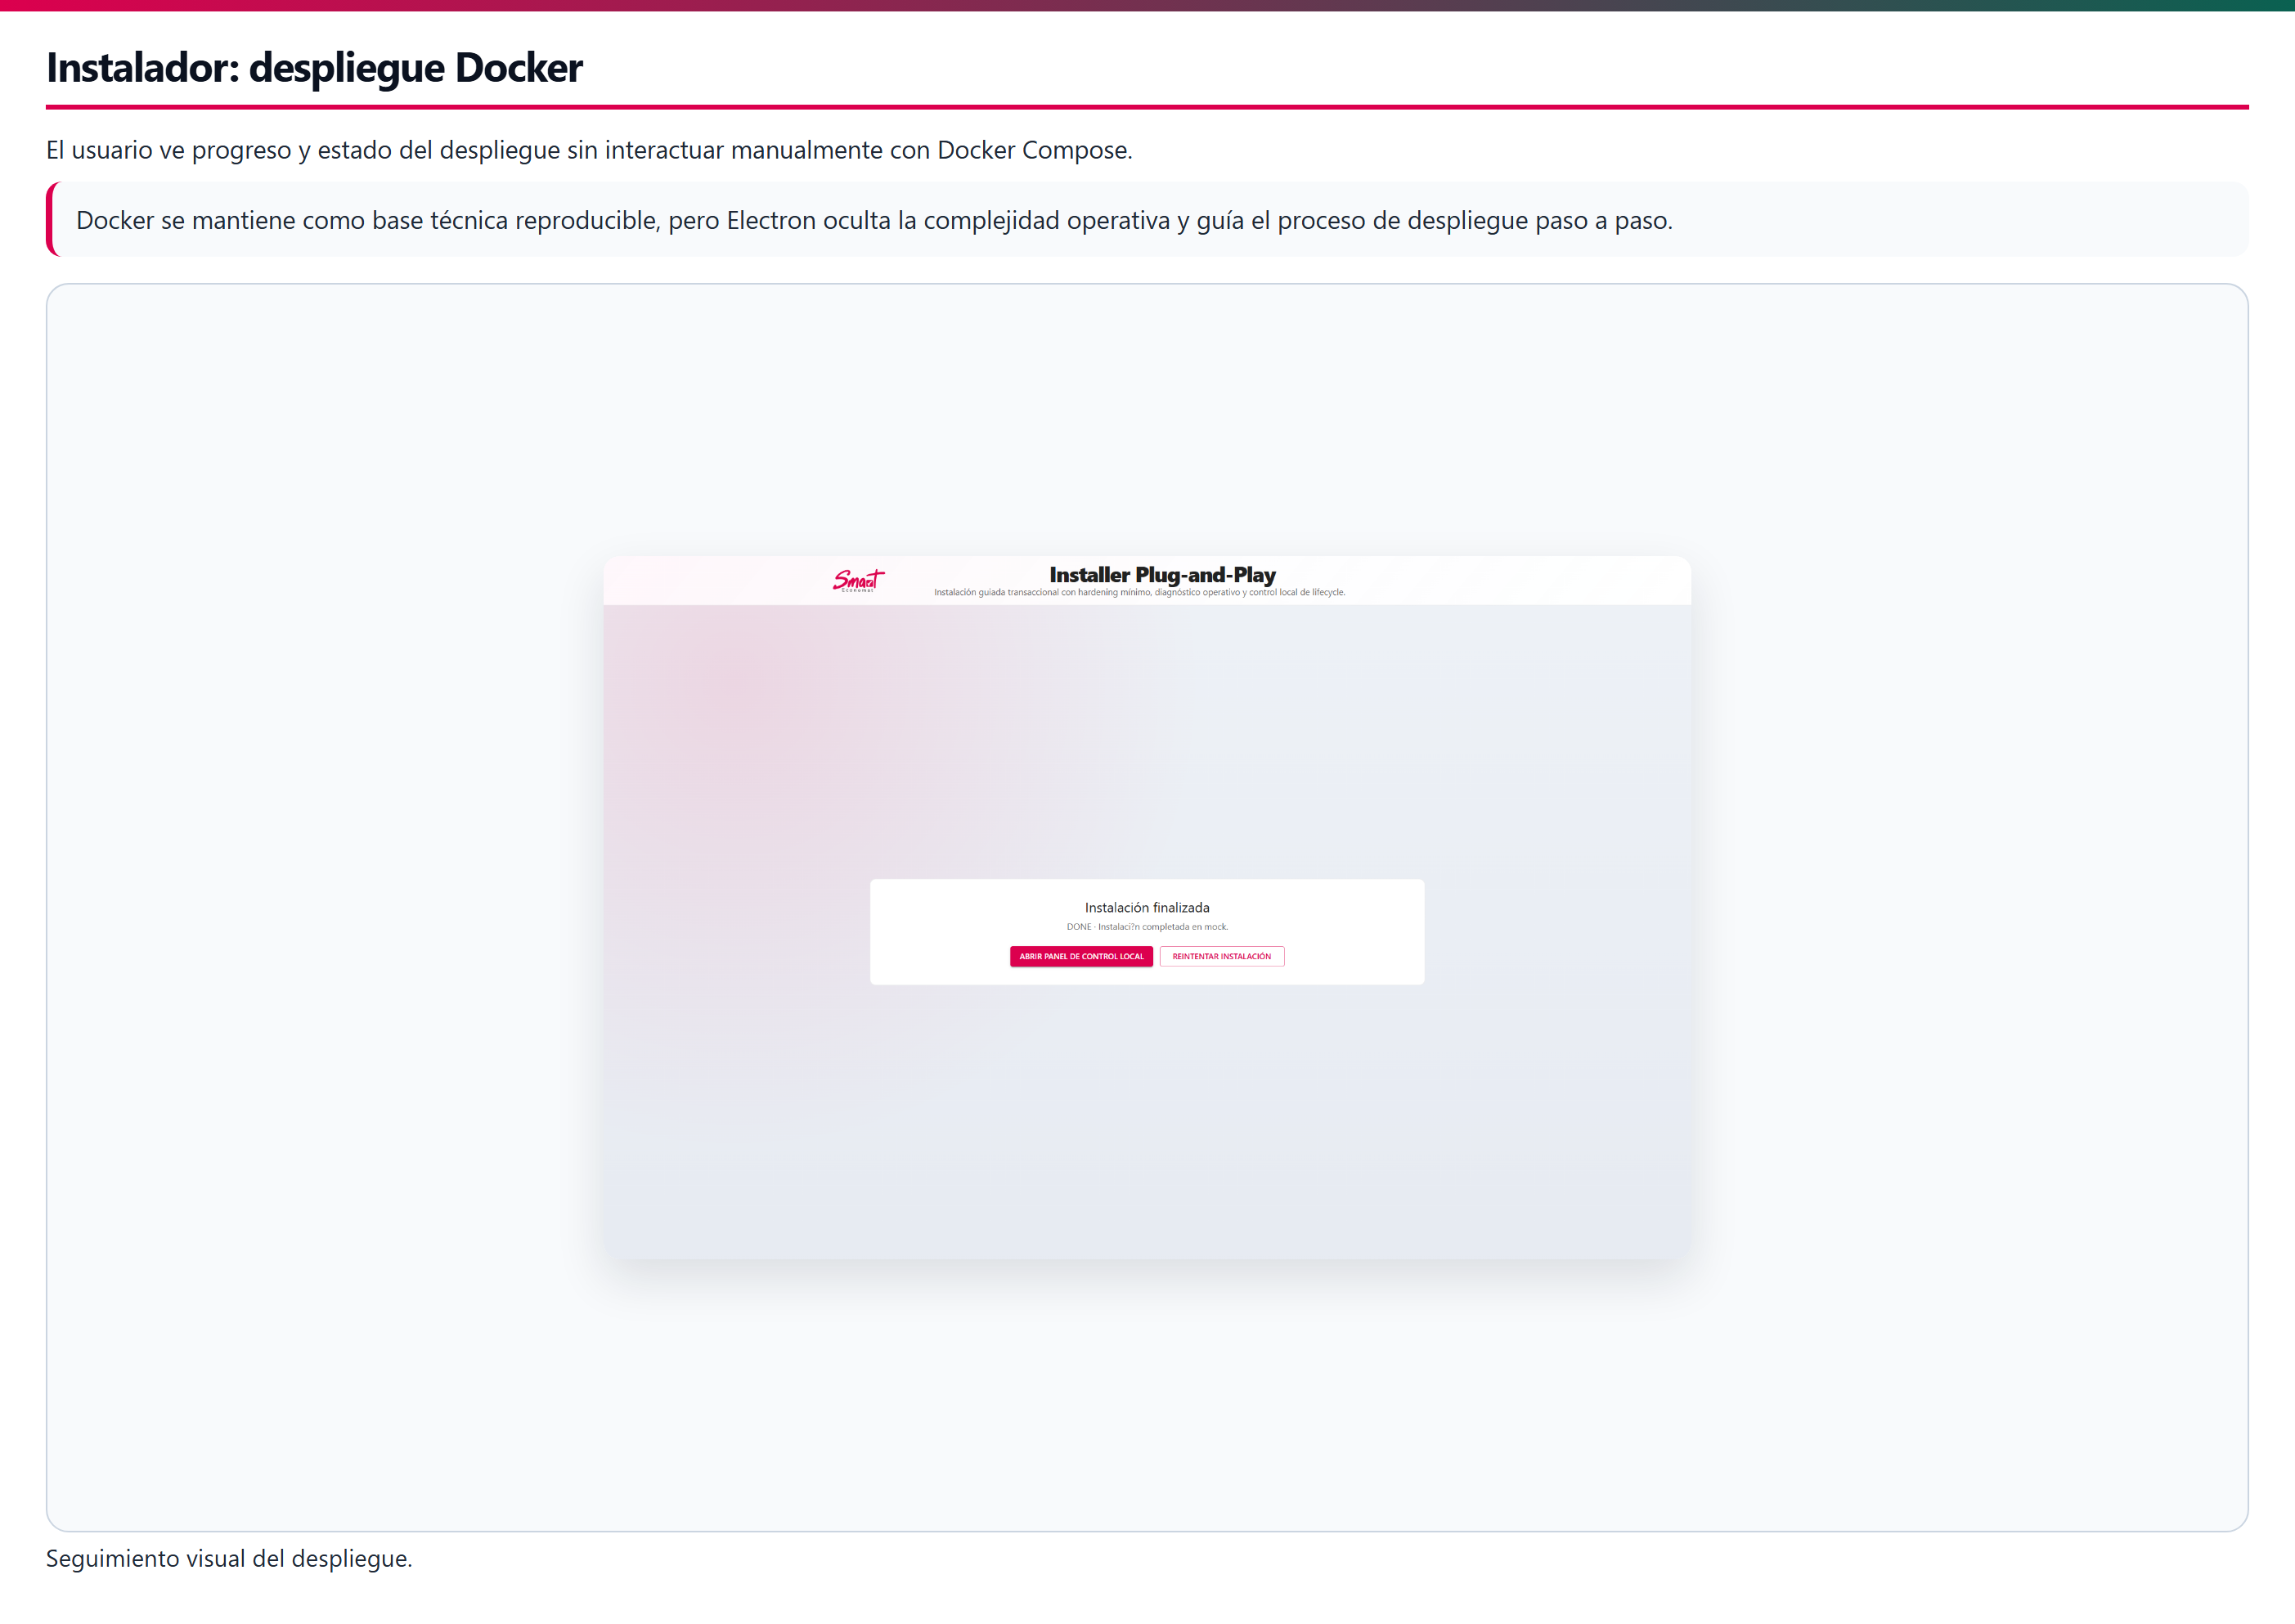 Instalador: despliegue Docker
El usuario ve progreso y estado del despliegue sin interactuar manualmente con Docker Compose.
Docker se mantiene como base técnica reproducible, pero Electron oculta la complejidad operativa y guía el proceso de despliegue paso a paso.
Smart
Economat
Installer Plug-and-Play
Instalación guiada transaccional con hardening mínimo, diagnóstico operativo y control local de lifecycle.
Instalación finalizada
DONE · Instalaci?n completada en mock.
ABRIR PANEL DE CONTROL LOCAL
REINTENTAR INSTALACIÓN
Seguimiento visual del despliegue.